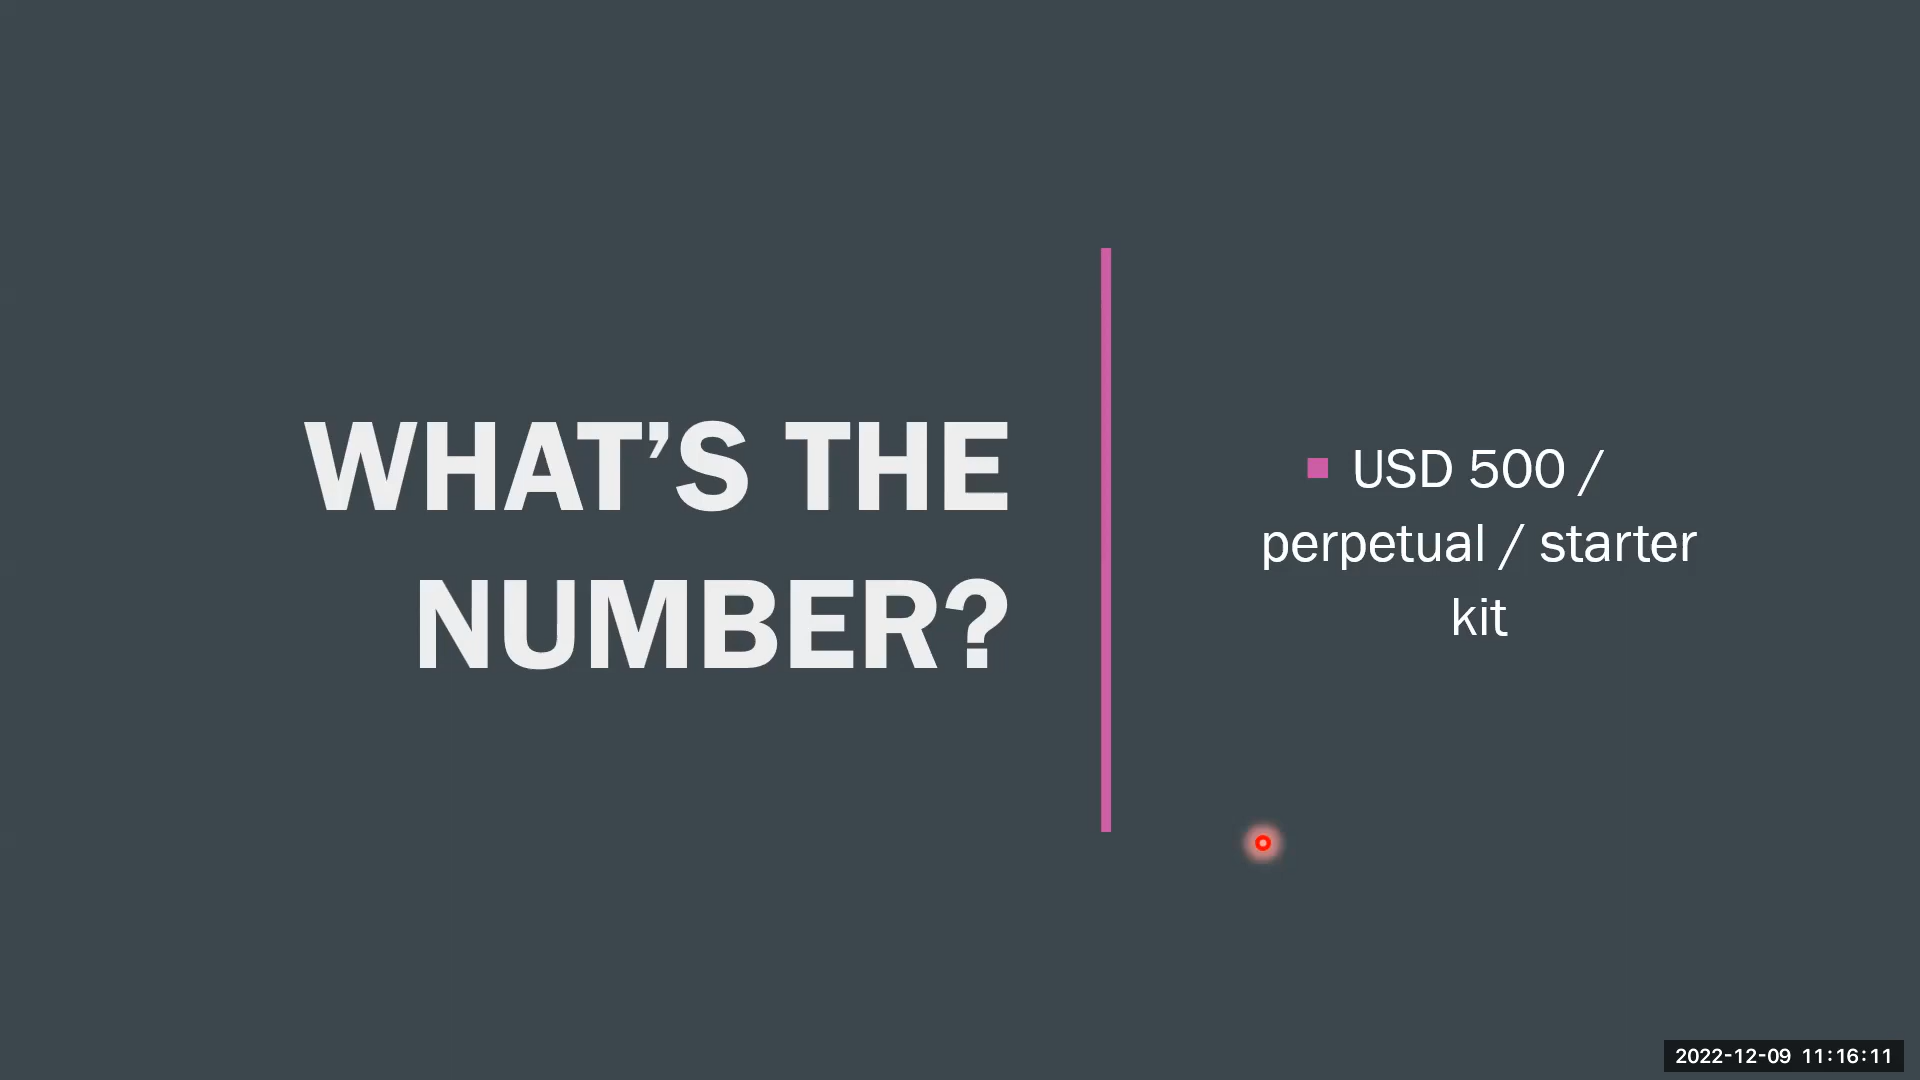 WHAT’S THE
NUMBER?
USD 500 /
perpetual / starter
kit
2022-12-09 11:16:11